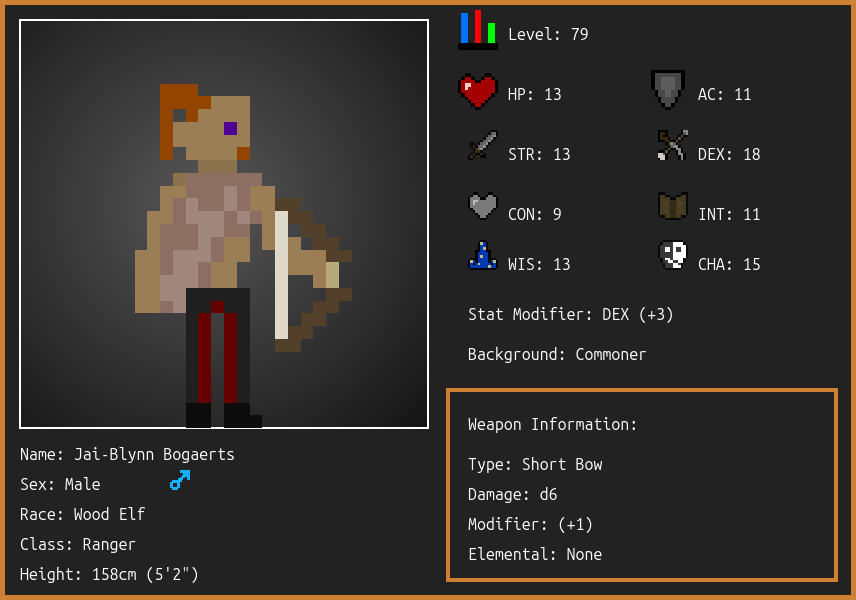 Level: 79
HP: 13
AC: 11
STR: 13
DEX: 18
CON: 9
INT: 11
WIS: 13
CHA: 15
Stat Modifier: DEX (+3)
Background: Commoner
Weapon Information:
Type: Short Bow
Damage: d6
Modifier: (+1)
Elemental: None
Name: Jai-Blynn Bogaerts
Sex: Male
Race: Wood Elf
Class: Ranger
Height: 158cm (5'2")